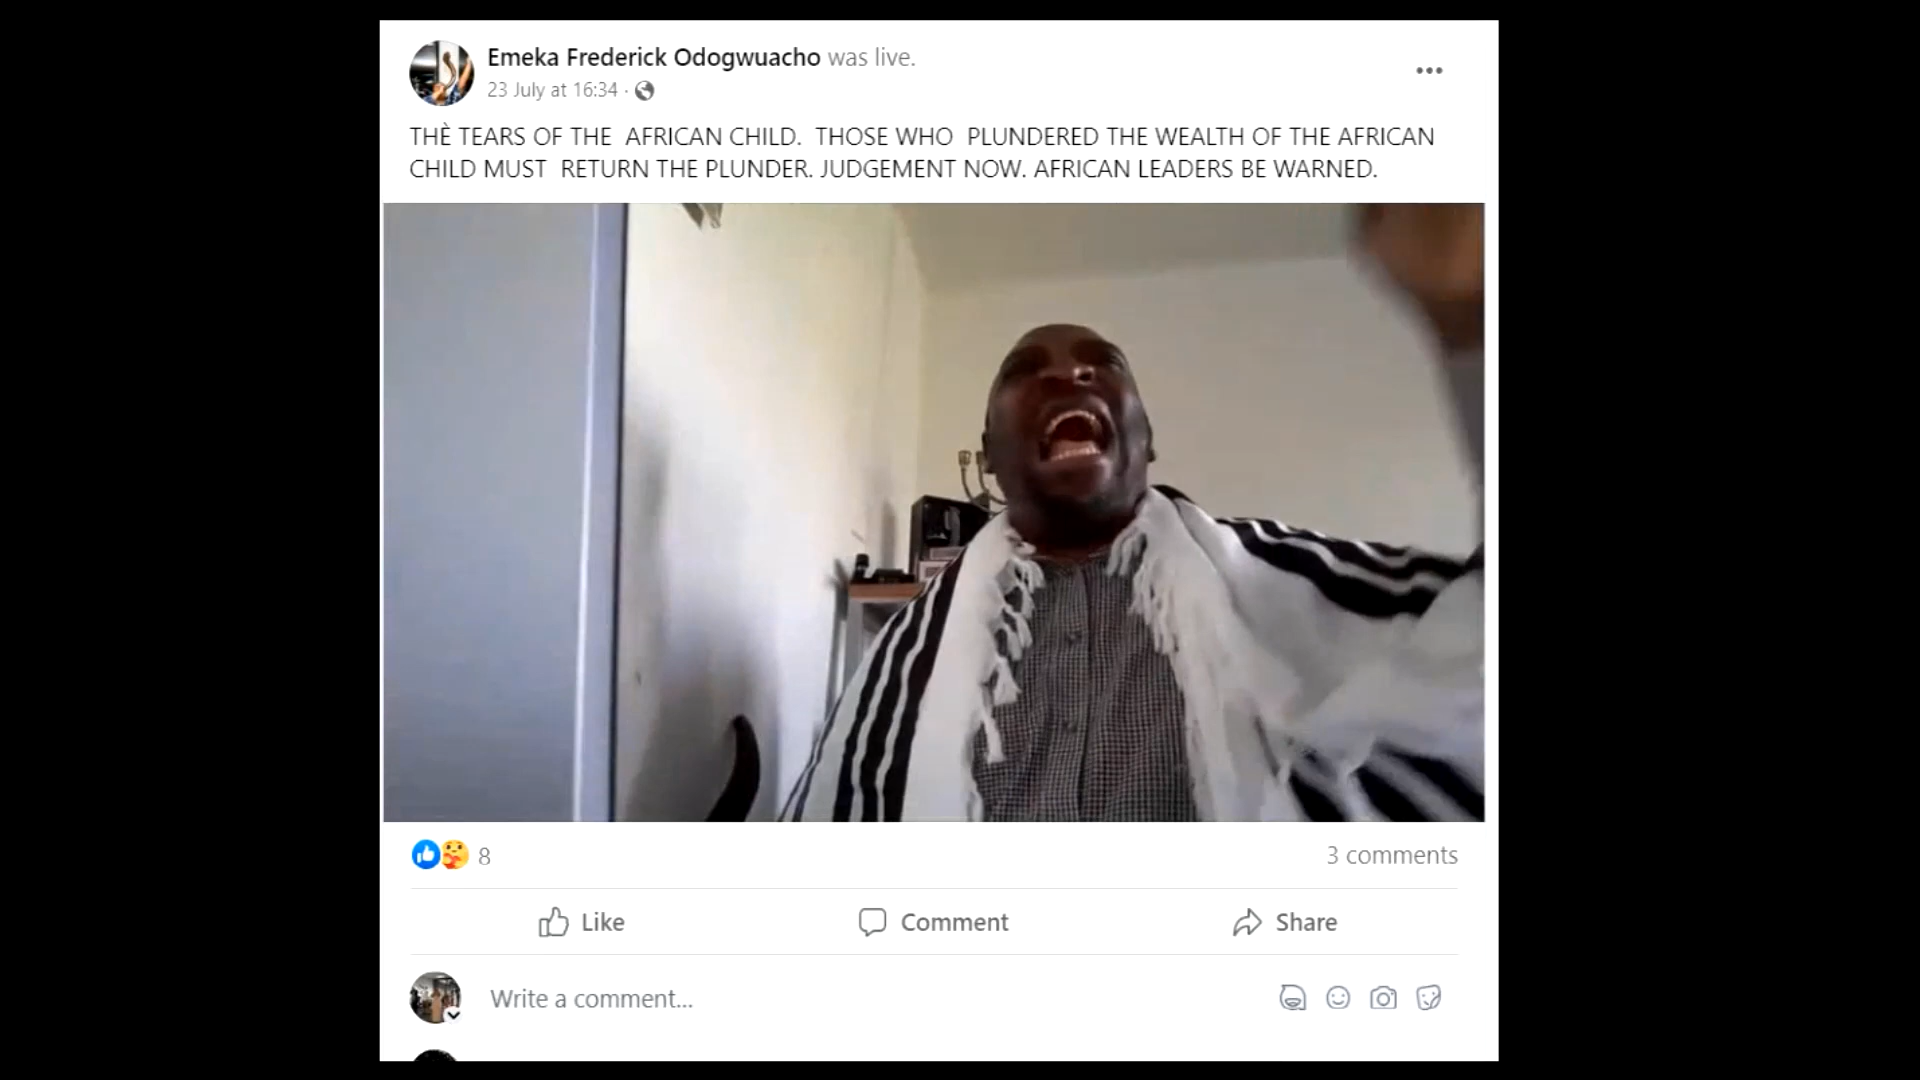 Emeka Frederick Odogwuacho was live.
23 July at 16:34 ·
THÈ TEARS OF THE AFRICAN CHILD. THOSE WHO PLUNDERED THE WEALTH OF THE AFRICAN
CHILD MUST RETURN THE PLUNDER. JUDGEMENT NOW. AFRICAN LEADERS BE WARNED.
8
3 comments
Like
Comment
Share
Write a comment...